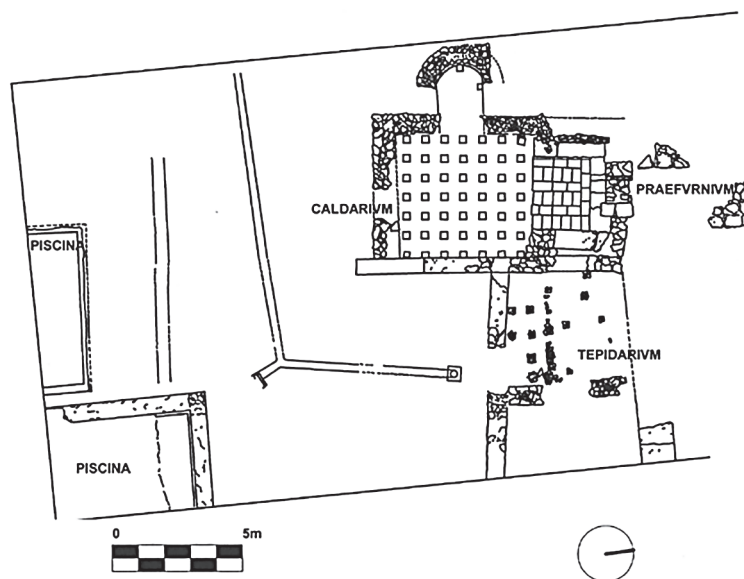 PRAEFVRNIVM
CALDARIVM
PISCINA
TEPIDARIVM
PISCINA
0 5m